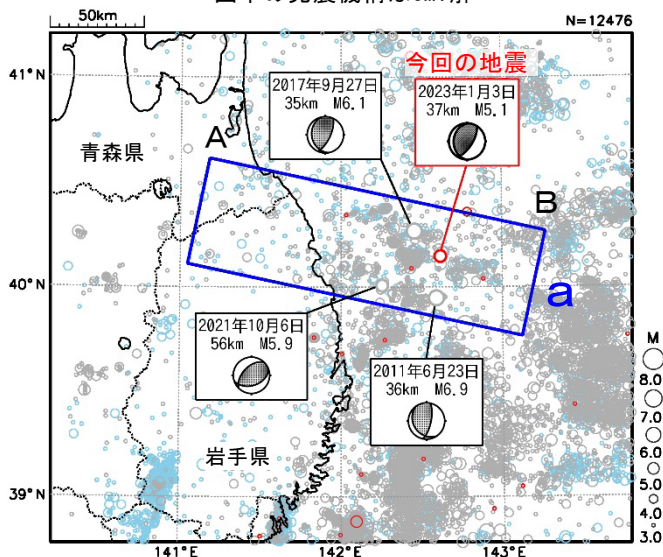 50km
N=12476
41°N
今回の地震
2017年9月27日
35km M6.1
2023年1月3日
37km M5.1
A
青森県
B
40°N
a
2021年10月6日
56km M5.9
2011年6月23日
36km M6.9
M
8.0
7.0
6.0
5.0
4.0
3.0
岩手県
39°N
141°E
142°E
143°E